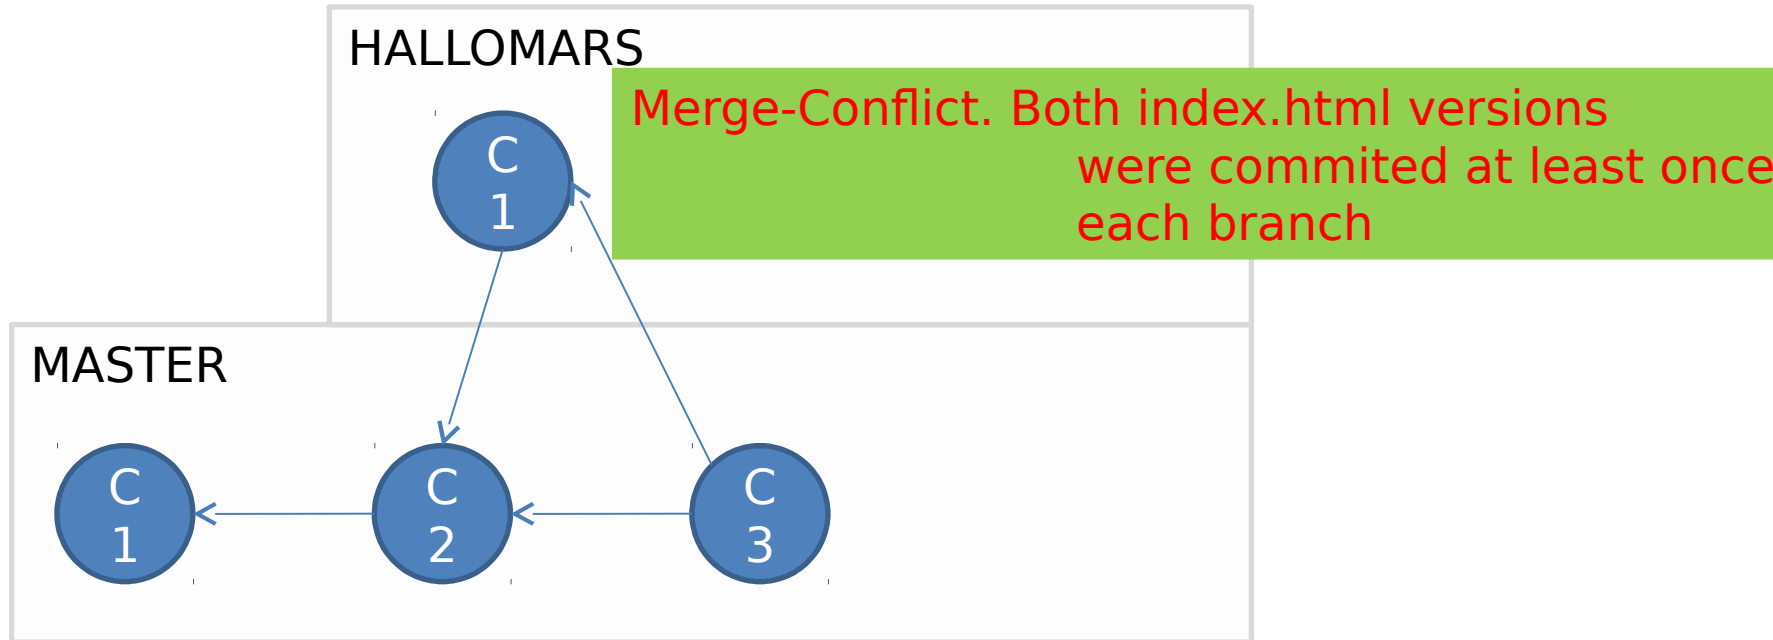 HALLOMARS
Merge-Conflict. Both index.html versions
were commited at least once
each branch
C
1
MASTER
C
1
C
2
C
3